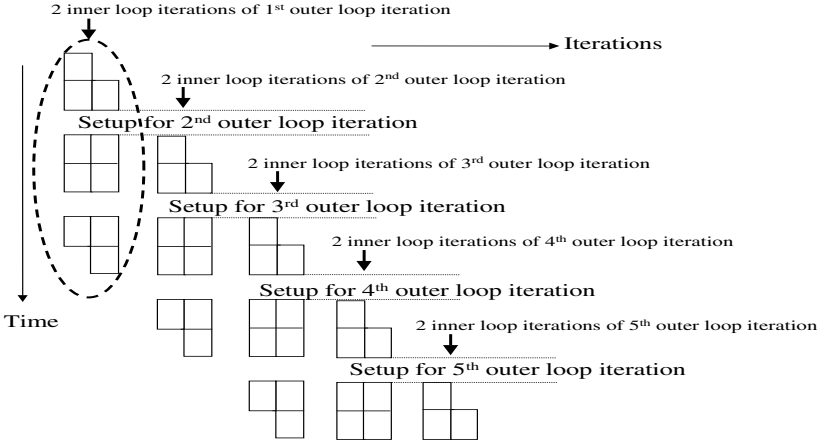 2 inner loop iterations of 1st outer loop iteration
Iterations
2 inner loop iterations of 2nd outer loop iteration
Setup for 2nd outer loop iteration
2 inner loop iterations of 3rd outer loop iteration
Setup for 3rd outer loop iteration
2 inner loop iterations of 4th outer loop iteration
Setup for 4th outer loop iteration
Time
2 inner loop iterations of 5th outer loop iteration
Setup for 5th outer loop iteration